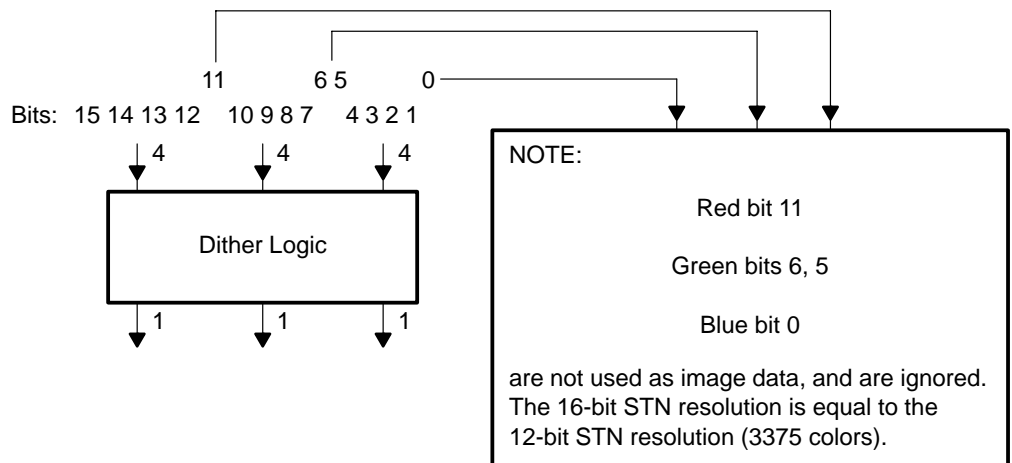 11 6 5 0
Bits: 15 14 13 12 10 9 8 7 4 3 2 1
4 4 4
Dither Logic
1 1 1
NOTE:
Red bit 11
Green bits 6, 5
Blue bit 0
are not used as image data, and are ignored.
The 16-bit STN resolution is equal to the
12-bit STN resolution (3375 colors).